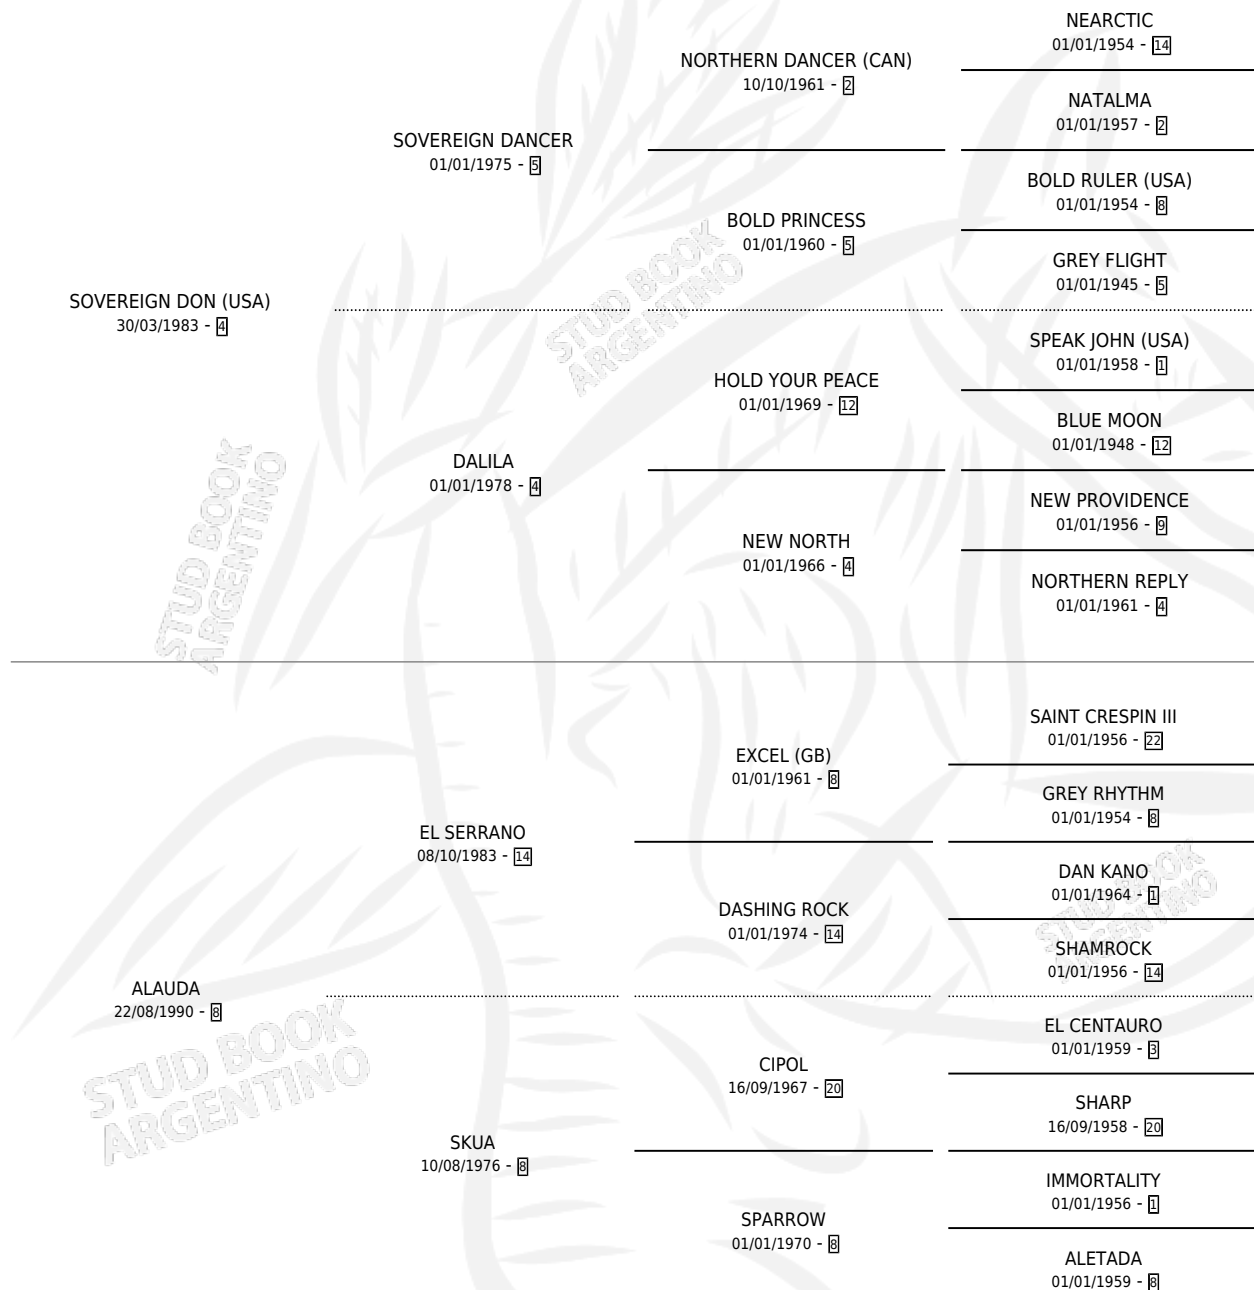 NEARCTIC
01/01/1954 - 14
NORTHERN DANCER (CAN)
10/10/1961 - 2
NATALMA
01/01/1957 - 2
SOVEREIGN DANCER
01/01/1975 - 5
BOLD RULER (USA)
01/01/1954 - 8
BOLD PRINCESS
01/01/1960 - 5
GREY FLIGHT
01/01/1945 - 5
SOVEREIGN DON (USA)
30/03/1983 - 4
SPEAK JOHN (USA)
01/01/1958 - 1
HOLD YOUR PEACE
01/01/1969 - 12
BLUE MOON
01/01/1948 - 12
DALILA
01/01/1978 - 4
NEW PROVIDENCE
01/01/1956 - 9
NEW NORTH
01/01/1966 - 4
NORTHERN REPLY
01/01/1961 - 4
SAINT CRESPIN III
01/01/1956 - 22
EXCEL (GB)
01/01/1961 - 8
GREY RHYTHM
01/01/1954 - 8
EL SERRANO
08/10/1983 - 14
DAN KANO
01/01/1964 - 1
DASHING ROCK
01/01/1974 - 14
SHAMROCK
01/01/1956 - 14
ALAUDA
22/08/1990 - 8
EL CENTAURO
01/01/1959 - 3
CIPOL
16/09/1967 - 20
SHARP
16/09/1958 - 20
SKUA
10/08/1976 - 8
IMMORTALITY
01/01/1956 - 1
SPARROW
01/01/1970 - 8
ALETADA
01/01/1959 - 8
STUD BOOK
ARGENTINO
STUD BOOK
ARGENTINO
STUD BOOK
ARGENTINO
STUD BOOK
ARGENTINO